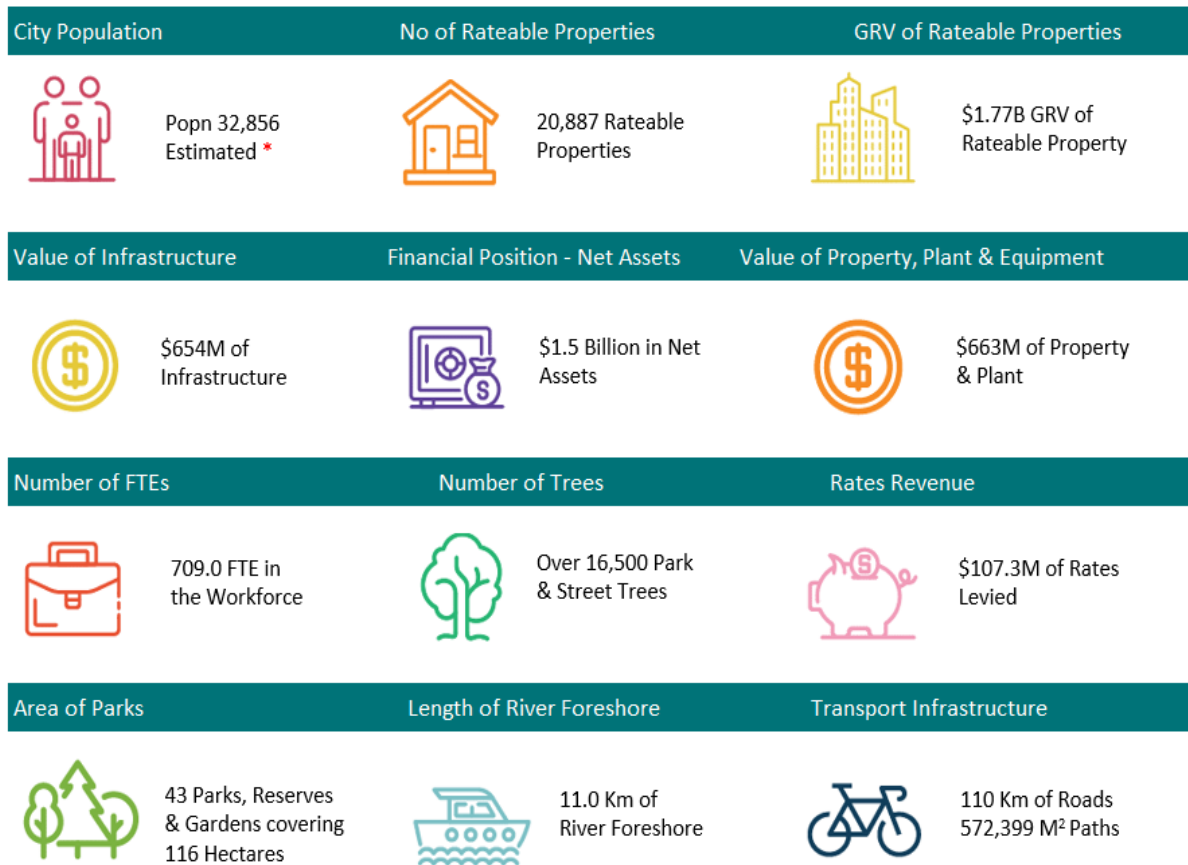 City Population
No of Rateable Properties
GRV of Rateable Properties
Popn 32,856
Estimated *
20,887 Rateable
Properties
$1.77B GRV of
Rateable Property
Value of Infrastructure
Financial Position - Net Assets
Value of Property, Plant & Equipment
$654M of
Infrastructure
$1.5 Billion in Net
Assets
$663M of Property
& Plant
Number of FTEs
Number of Trees
Rates Revenue
709.0 FTE in
the Workforce
Over 16,500 Park
& Street Trees
$107.3M of Rates
Levied
Area of Parks
Length of River Foreshore
Transport Infrastructure
43 Parks, Reserves
& Gardens covering
116 Hectares
11.0 Km of
River Foreshore
110 Km of Roads
572,399 M² Paths